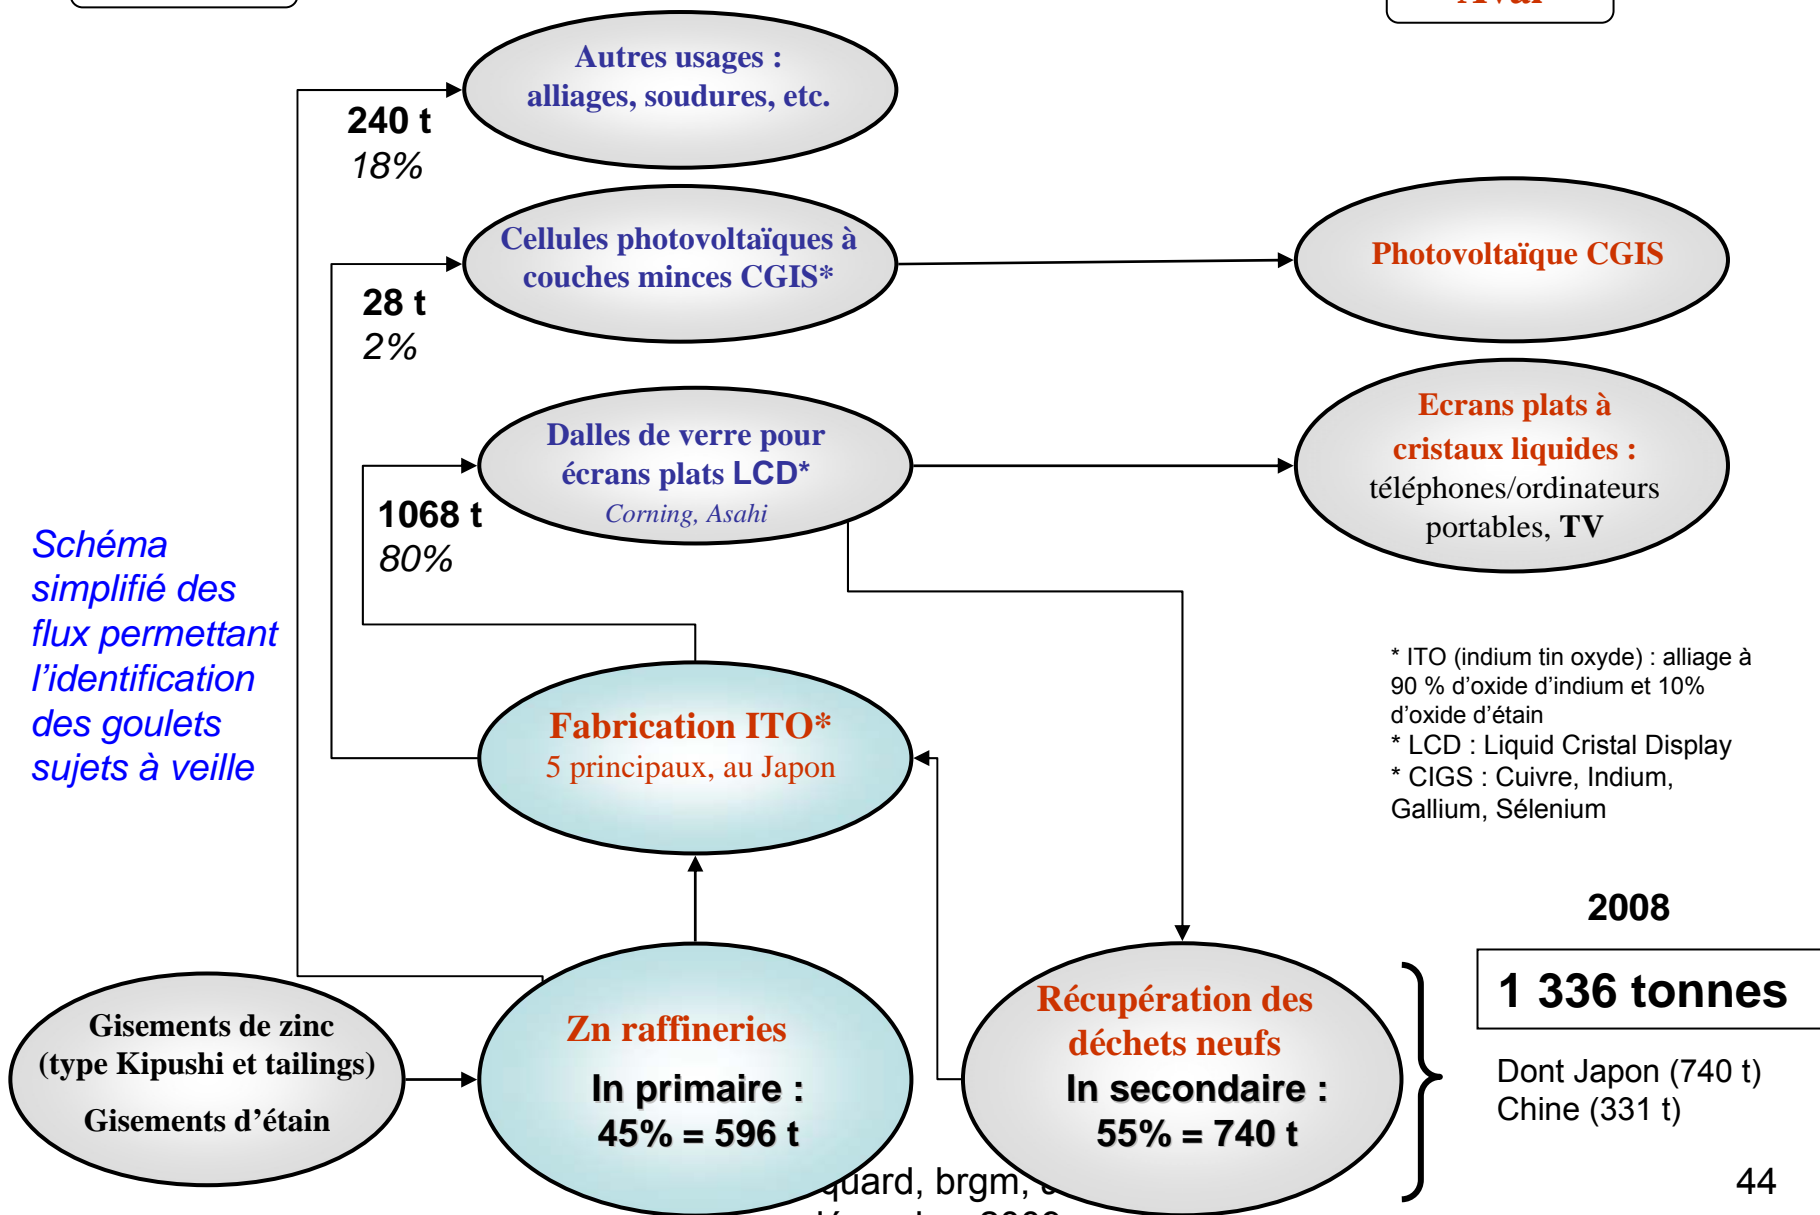 Autres usages :
alliages, soudures, etc.
240 t
18%
Cellules photovoltaïques à
couches minces CGIS*
Photovoltaïque CGIS
28 t
2%
Dalles de verre pour
écrans plats LCD*
Corning, Asahi
Ecrans plats à
cristaux liquides :
téléphones/ordinateurs
portables, TV
1068 t
80%
Schéma
simplifié des
flux permettant
l'identification
des goulets
sujets à veille
Fabrication ITO*
5 principaux, au Japon
* ITO (indium tin oxyde) : alliage à
90 % d'oxide d'indium et 10%
d'oxide d'étain
* LCD : Liquid Cristal Display
* CIGS : Cuivre, Indium,
Gallium, Sélenium
2008
1 336 tonnes
Dont Japon (740 t)
Chine (331 t)
Gisements de zinc
(type Kipushi et tailings)
Gisements d'étain
Zn raffineries
In primaire :
45% = 596 t
Récupération des
déchets neufs
In secondaire :
55% = 740 t
brgm,
44